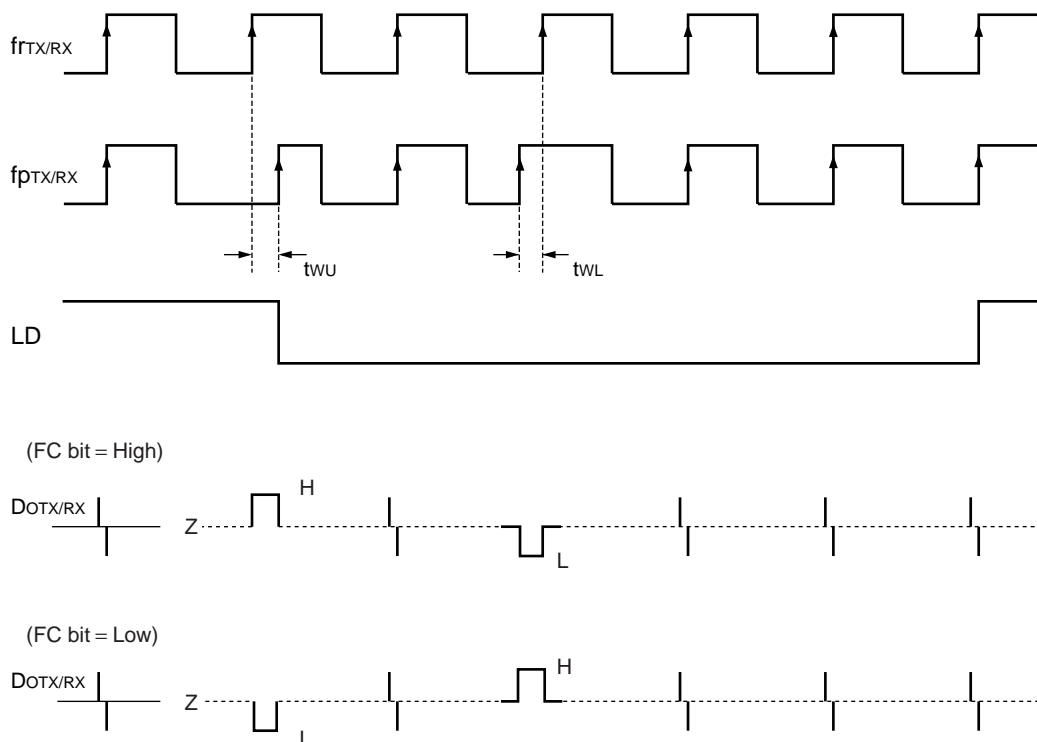 frTX/RX
fpTX/RX
tWU
tWL
LD
(FC bit = High)
DOTX/RX
Z
H
L
(FC bit = Low)
DOTX/RX
Z
H
L